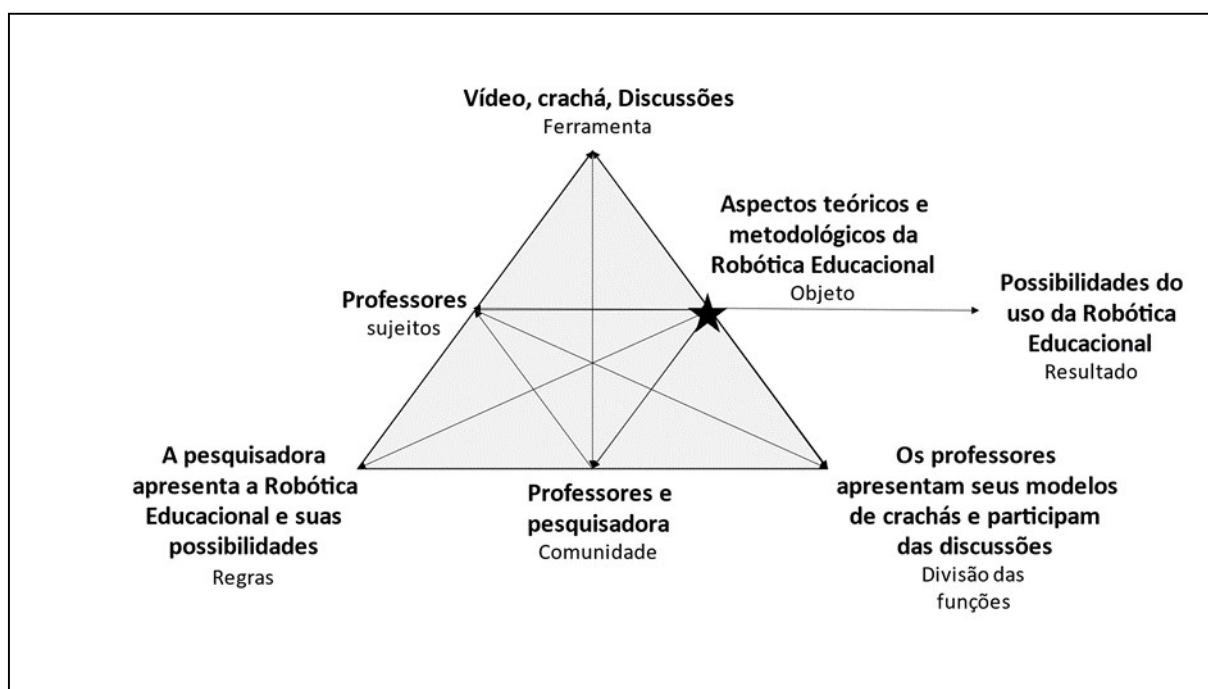 Vídeo, crachá, Discussões
Ferramenta
Aspectos teóricos e
metodológicos da
Robótica Educacional
Objeto
Professores
sujeitos
Possibilidades do
uso da Robótica
Educacional
Resultado
A pesquisadora
apresenta a Robótica
Educacional e suas
possibilidades
Regras
Professores e
pesquisadora
Comunidade
Os professores
apresentam seus modelos
de crachás e participam
das discussões
Divisão das
funções